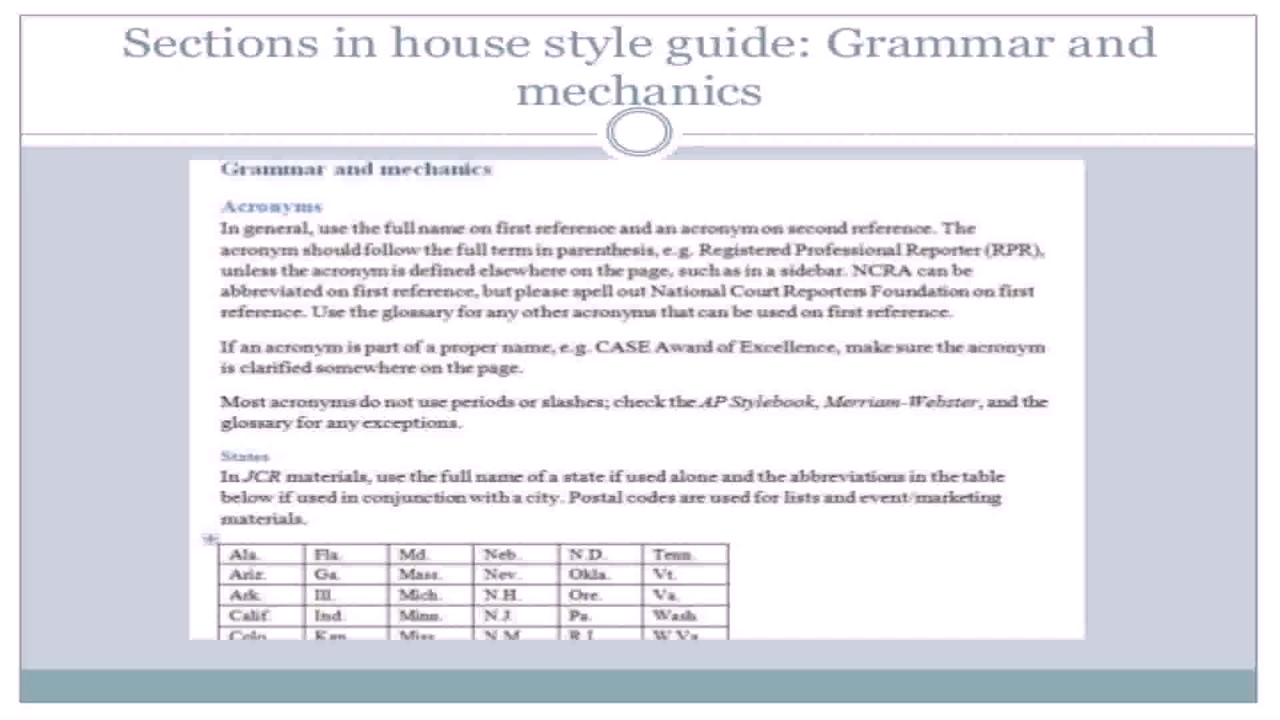 Sections in house style guide: Grammar and
mechanics
Grammar and mechanics
Acronyms
In general, use the full name on first reference and an acronym on second reference. The
acronym should follow the full term in parenthesis, e.g. Registered Professional Reporter (RPR),
unless the acronym is defined elsewhere on the page, such as in a sidebar. NCRA can be
abbreviated on first reference, but please spell out National Court Reporters Foundation on first
reference. Use the glossary for any other acronyms that can be used on first reference.
If an acronym is part of a proper name, e.g. CASE Award of Excellence, make sure the acronym
is clarified somewhere on the page.
Most acronyms do not use periods or slashes; check the AP Stylebook, Merriam-Webster, and the
glossary for any exceptions.
States
In JCR materials, use the full name of a state if used alone and the abbreviations in the table
below if used in conjunction with a city. Postal codes are used for lists and event/marketing
materials.
Ala. Fla. Md. Neb. N.D. Tenn.
Ariz. Ga. Mass. Nev. Okla. Vt.
Ark. Ill. Mich. N.H. Ore. Va.
Calif. Ind. Minn. N.J. Pa. Wash.
Colo. Kan. Miss. N.M. R.I. W.Va.